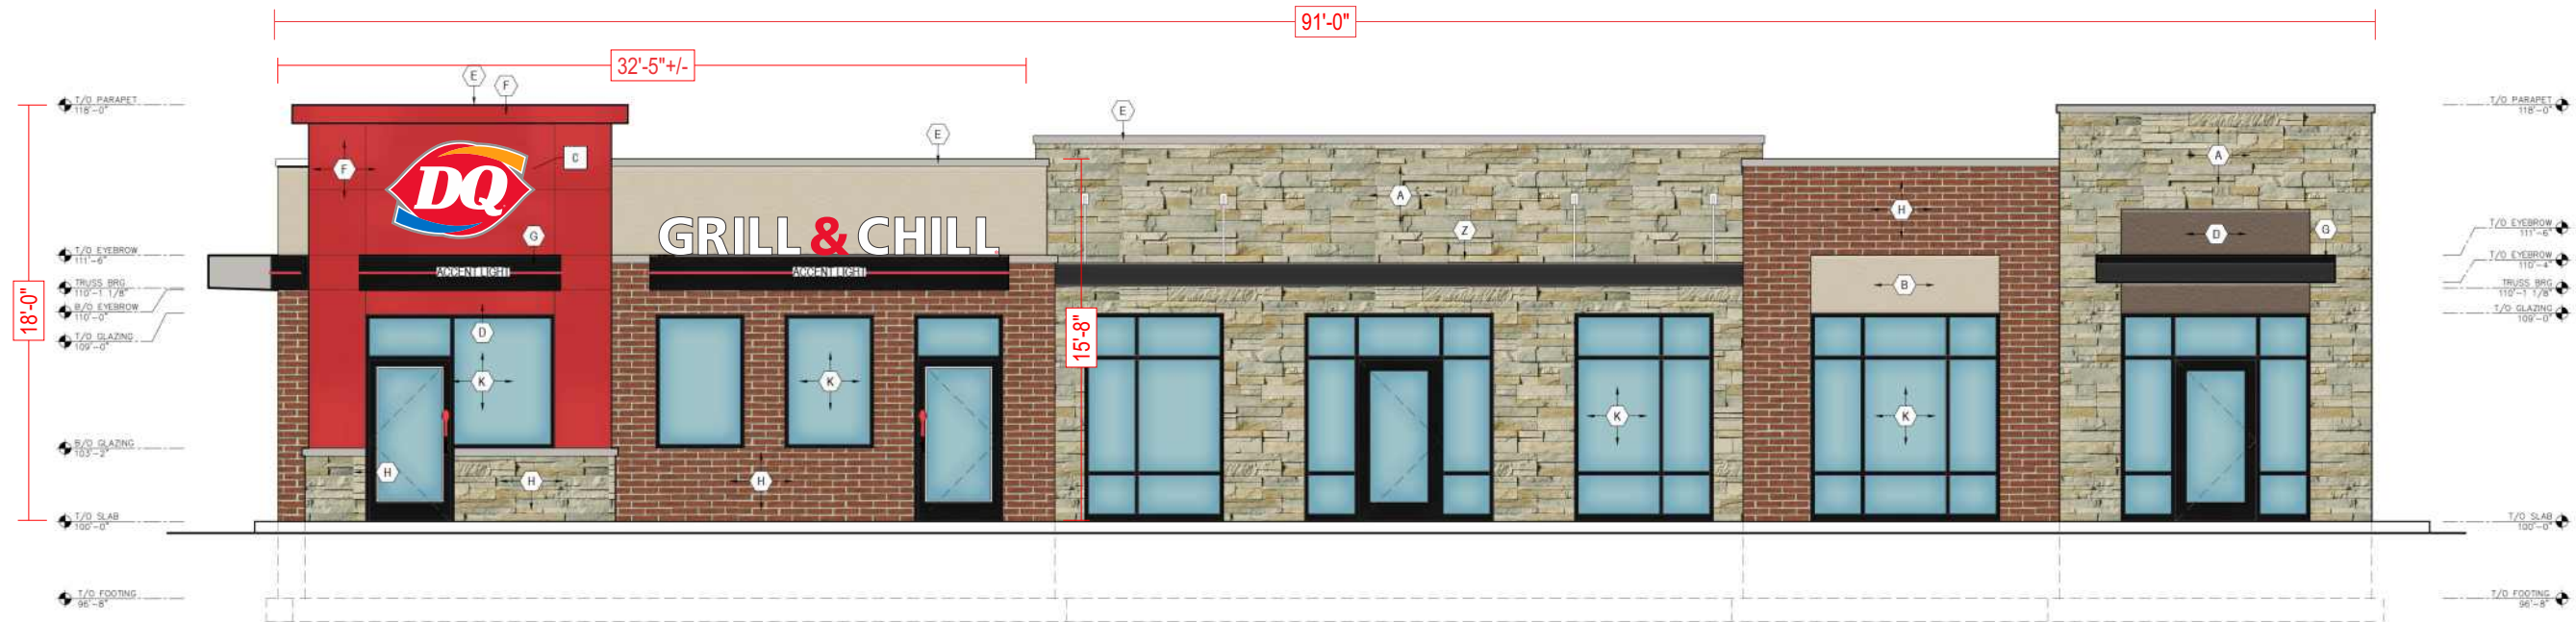 91'-0"
32'-5"+/-
E
F
T/O PARAPET
118'-0"
E
E
T/O PARAPET
118'-0"
DQ
C
F
A
A
H
GRILL & CHILL
G
Z
D
G
T/O EYEBROW
111'-6"
T/O EYEBROW
111'-6"
ACCENT LIGHT
ACCENT LIGHT
T/O EYEBROW
110'-4"
TRUSS BRG
110'-1 1/8"
B
TRUSS BRG
110'-1 1/8"
B/O EYEBROW
110'-0"
T/O GLAZING
109'-0"
18'-0"
D
15'-8"
T/O GLAZING
109'-0"
K
K
K
K
B/O GLAZING
103'-2"
H
H
H
T/O SLAB
100'-0"
T/O SLAB
100'-0"
T/O FOOTING
96'-8"
T/O FOOTING
96'-8"